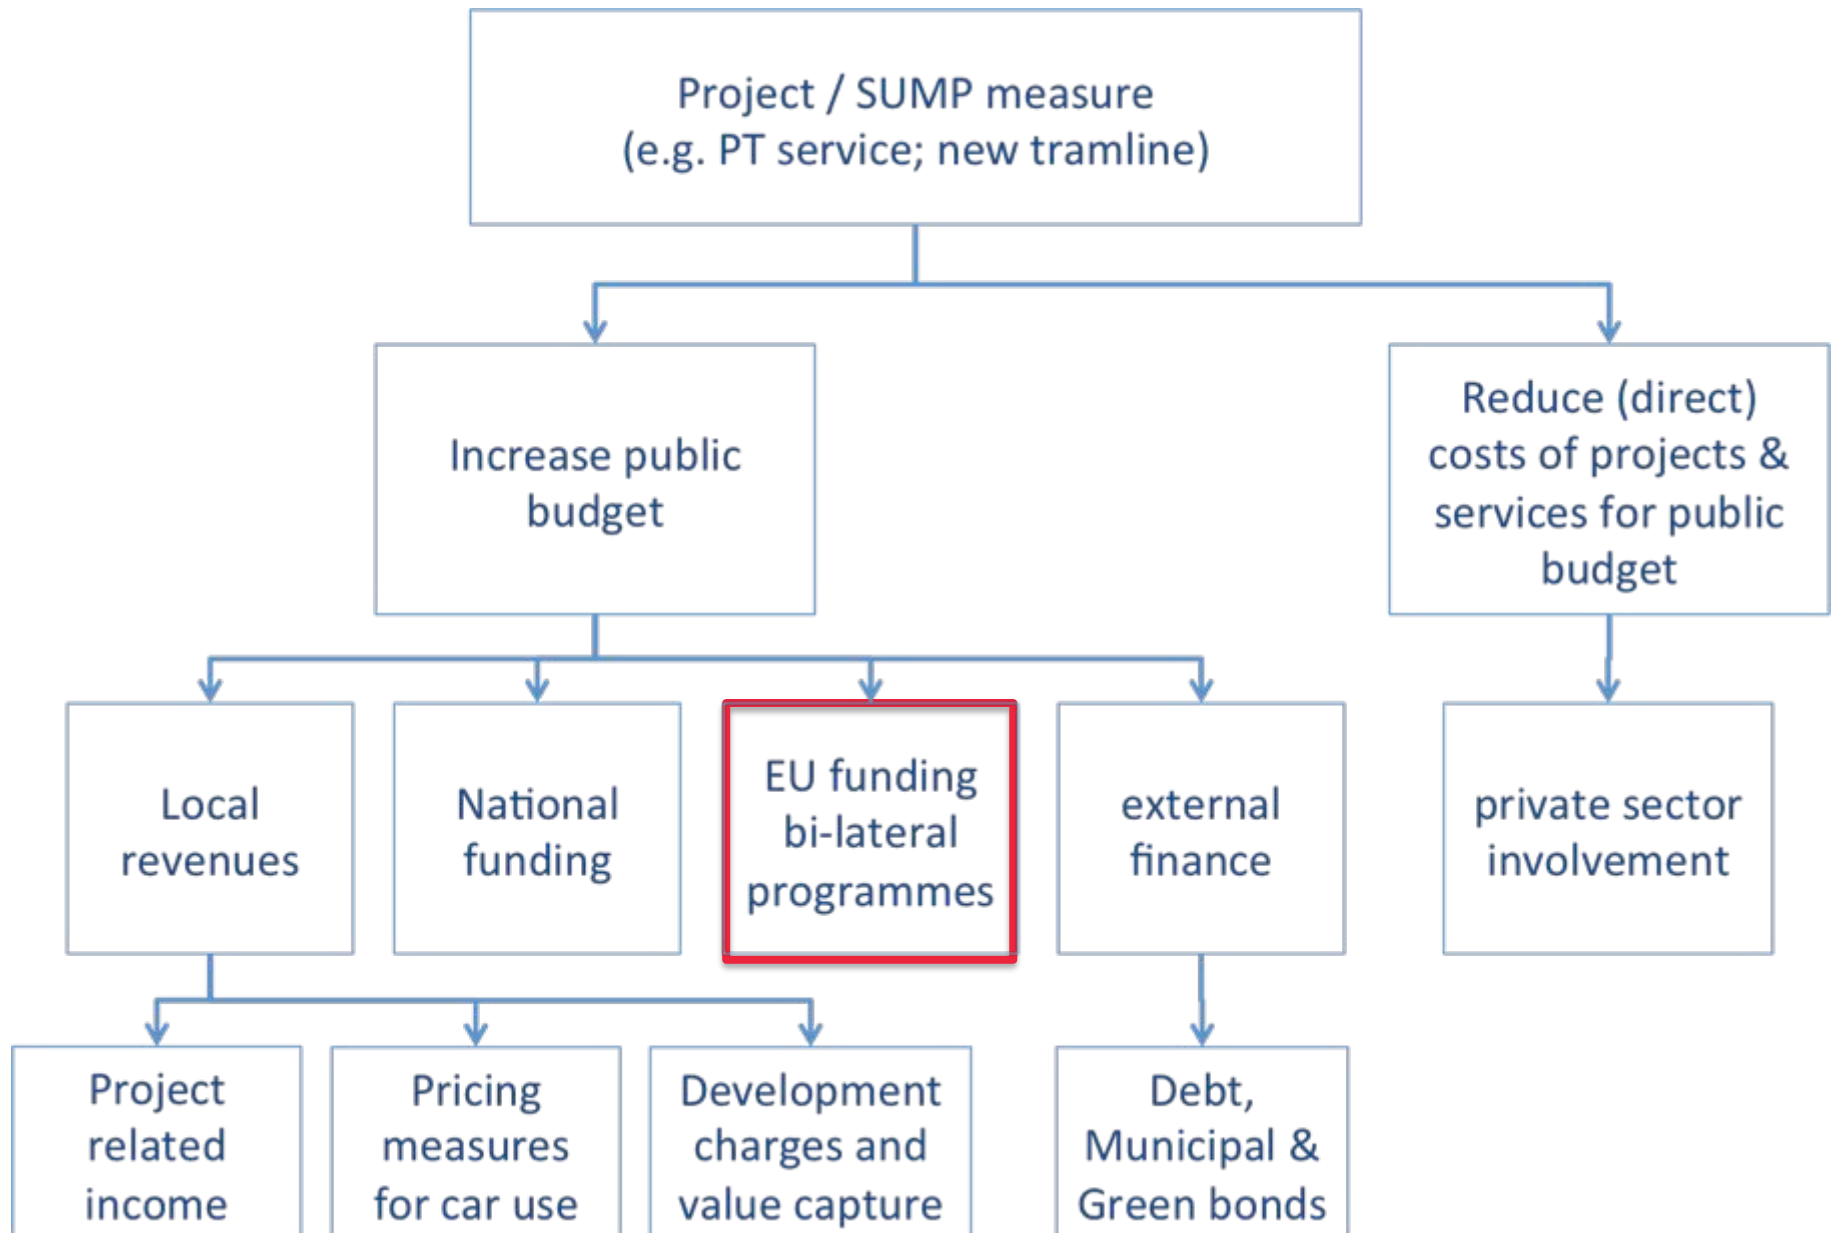 Project / SUMP measure
(e.g. PT service; new tramline)
Increase public
budget
Reduce (direct)
costs of projects &
services for public
budget
Local
revenues
National
funding
EU funding
bi-lateral
programmes
external
finance
private sector
involvement
Project
related
income
Pricing
measures
for car use
Development
charges and
value capture
Debt,
Municipal &
Green bonds